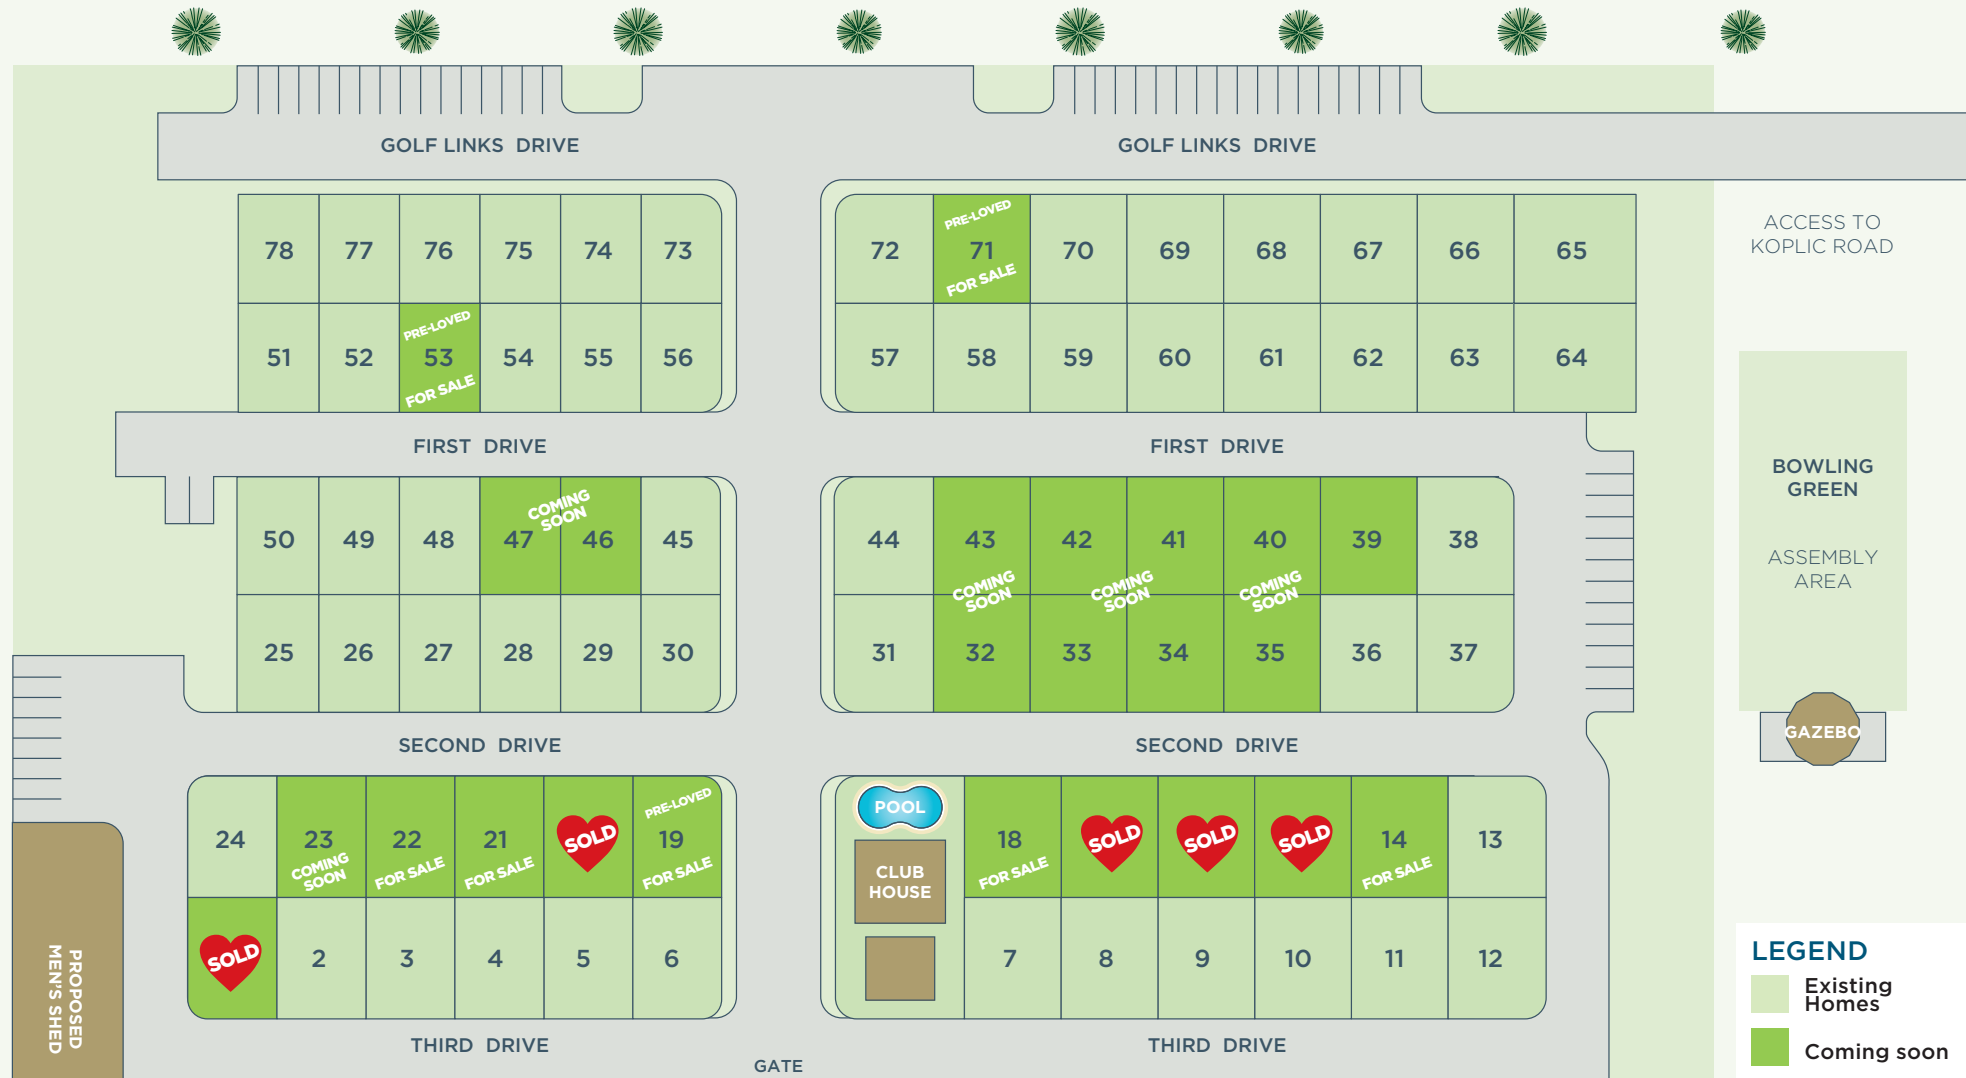 GOLF LINKS DRIVE
GOLF LINKS DRIVE
78 77 76 75 74 73
72 PRE-LOVED 71 FOR SALE 70 69 68 67 66 65
ACCESS TO
KOPLIC ROAD
51 52 PRE-LOVED 53 FOR SALE 54 55 56
57 58 59 60 61 62 63 64
FIRST DRIVE
FIRST DRIVE
BOWLING
GREEN
ASSEMBLY
AREA
GAZEBO
COMING
SOON
50 49 48 47 46 45
44 43 42 41 40 39 38
COMING
SOON
COMING
SOON
COMING
SOON
25 26 27 28 29 30
31 32 33 34 35 36 37
SECOND DRIVE
SECOND DRIVE
24
23
COMING
SOON
22
FOR SALE
21
FOR SALE
SOLD
PRE-LOVED
19
FOR SALE
POOL
CLUB
HOUSE
18
FOR SALE
SOLD
SOLD
SOLD
14
FOR SALE
13
SOLD
2 3 4 5 6
7 8 9 10 11 12
PROPOSED
MEN'S SHED
THIRD DRIVE
THIRD DRIVE
GATE
LEGEND
Existing
Homes
Coming soon